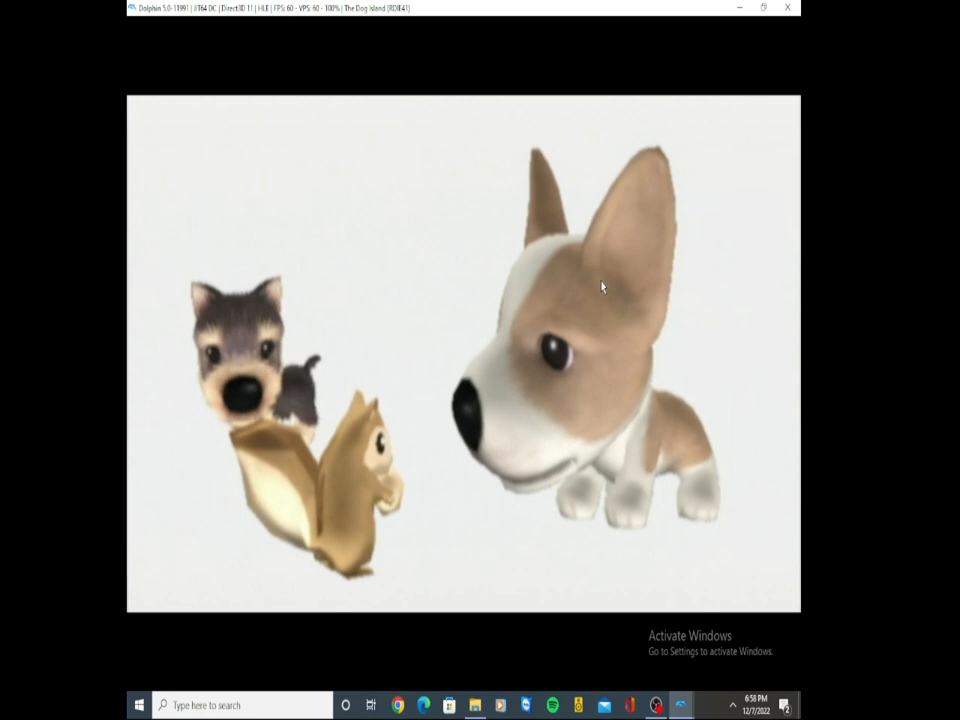 Dolphin 5.0-11991 | JIT64 DC | Direct3D 11 | HLE | FPS: 60 - VPS: 60 - 100% | The Dog Island (RDIE41)
Activate Windows
Go to Settings to activate Windows.
Type here to search
6:58 PM
12/7/2022
2